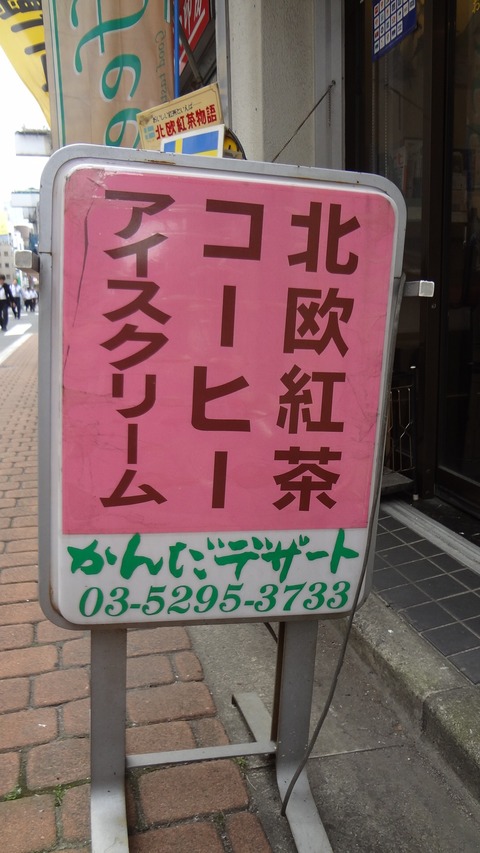 北欧紅茶物語
北欧紅茶
コーヒー
アイスクリーム
かんだデザート
03-5295-3733